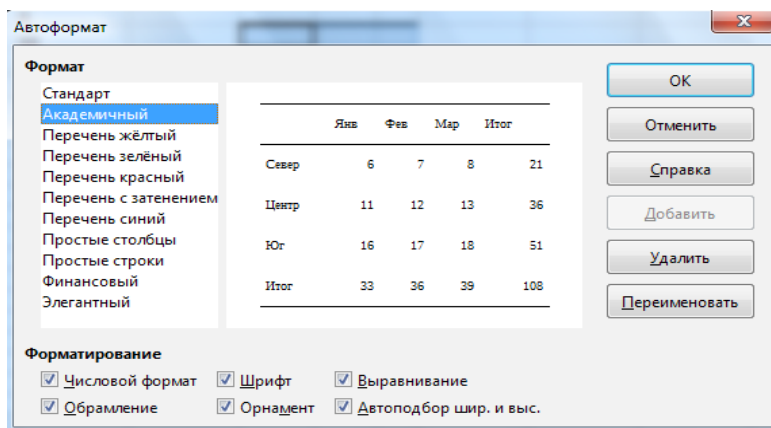 Автоформат
Формат
Стандарт
Академичный
Перечень жёлтый
Перечень зелёный
Перечень красный
Перечень с затенением
Перечень синий
Простые столбцы
Простые строки
Финансовый
Элегантный
Янв Фев Мар Итог
Север 6 7 8 21
Центр 11 12 13 36
Юг 16 17 18 51
Итог 33 36 39 108
ОК
Отменить
Справка
Добавить
Удалить
Переименовать
Форматирование
Числовой формат Шрифт Выравнивание
Обрамление Орнамент Автоподбор шир. и выс.